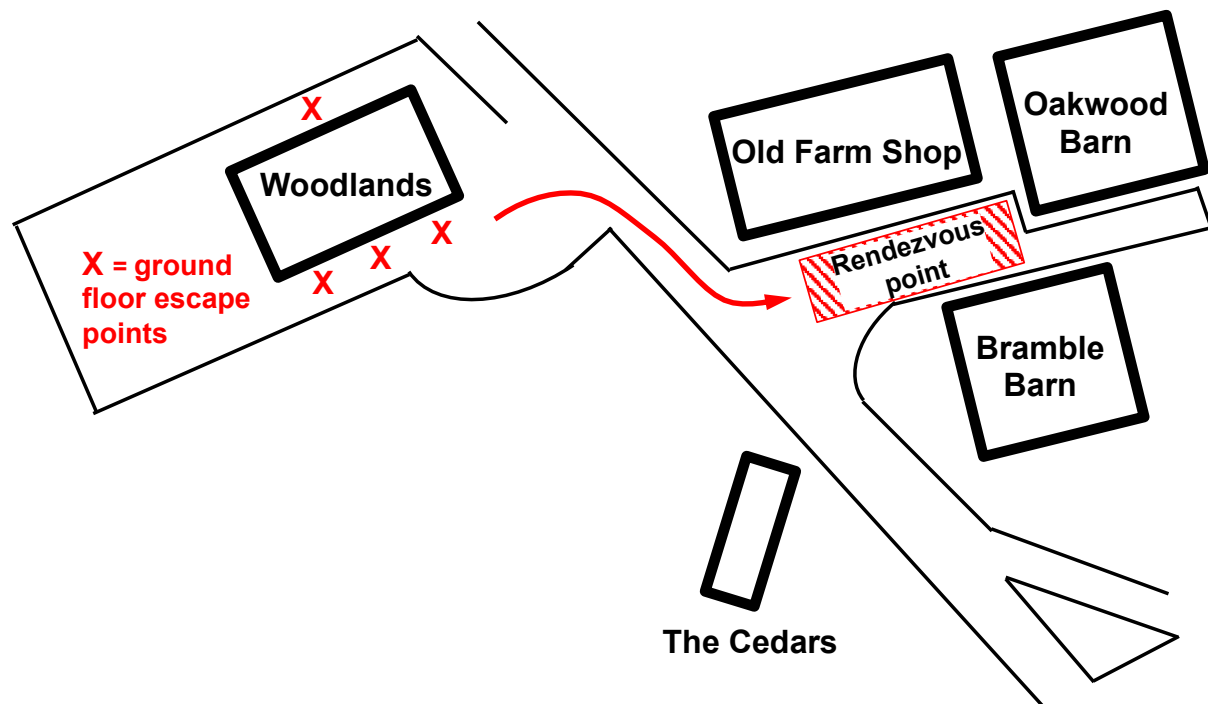 Oakwood
Barn
Old Farm Shop
Woodlands
X
X
X
X
X = ground
floor escape
points
Rendezvous
point
Bramble
Barn
The Cedars